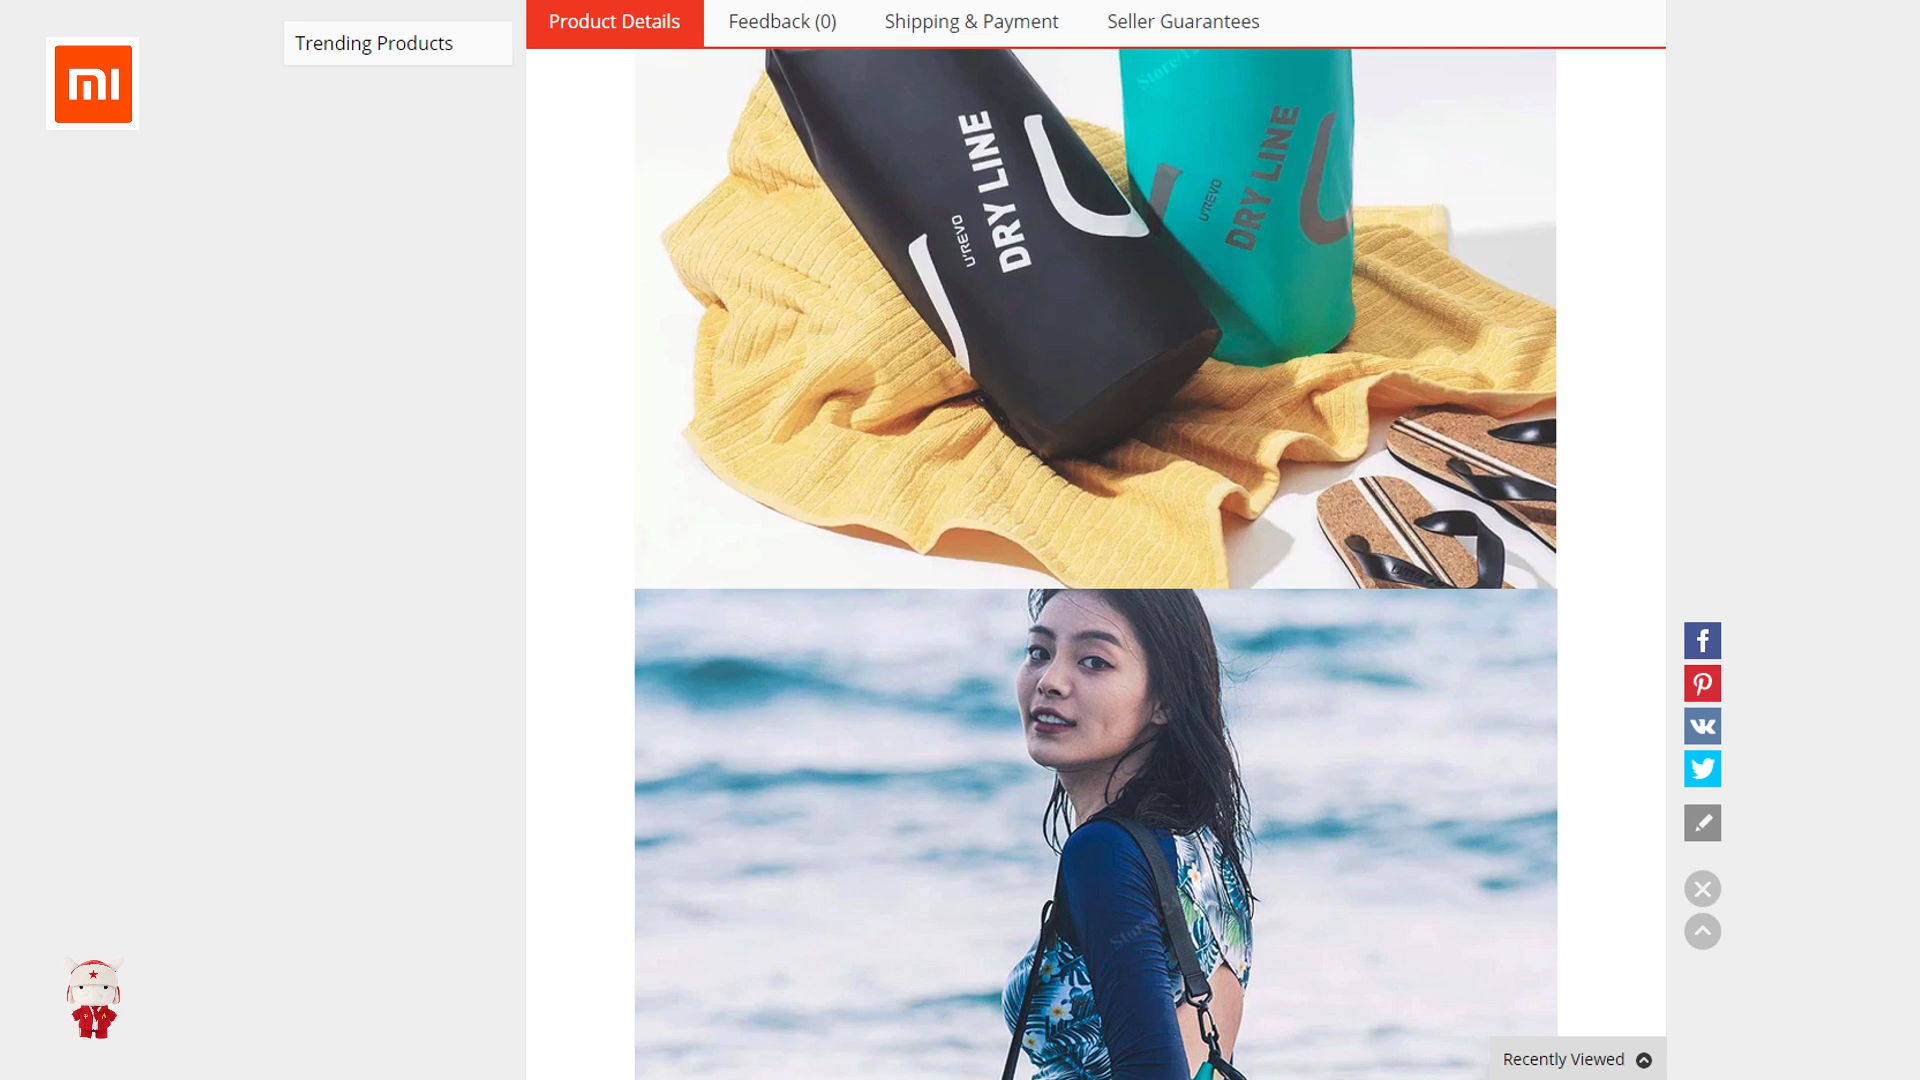 Product Details
Feedback (0)
Shipping & Payment
Seller Guarantees
Trending Products
mi
Store
U'REVO
DRY LINE
U'REVO
DRY LINE
Recently Viewed